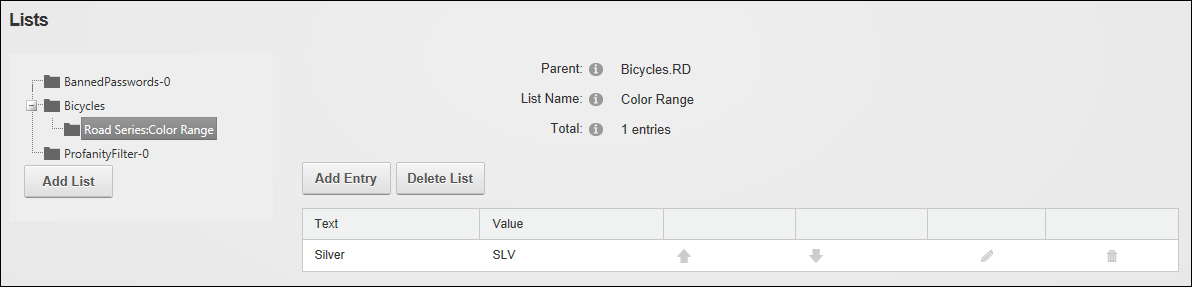 Lists
BannedPasswords-0
Bicycles
Road Series:Color Range
ProfanityFilter-0
Add List
Parent: Bicycles.RD
List Name: Color Range
Total: 1 entries
Add Entry Delete List
Text Value
Silver SLV